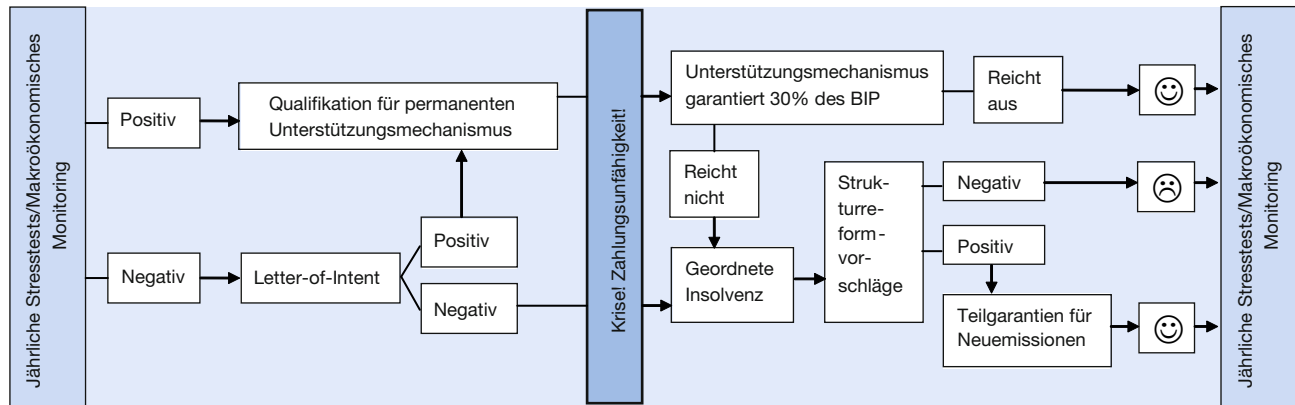 Jährliche Stresstests/Makroökonomisches
Monitoring
Positiv
Qualifikation für permanenten
Unterstützungsmechanismus
Negativ
Letter-of-Intent
Positiv
Negativ
Krise! Zahlungsunfähigkeit!
Unterstützungsmechanismus
garantiert 30% des BIP
Reicht
aus
Reicht
nicht
Geordnete
Insolvenz
Struk-
turre-
form-
vor-
schläge
Negativ
Positiv
Teilgarantien für
Neuemissionen
Jährliche Stresstests/Makroökonomisches
Monitoring